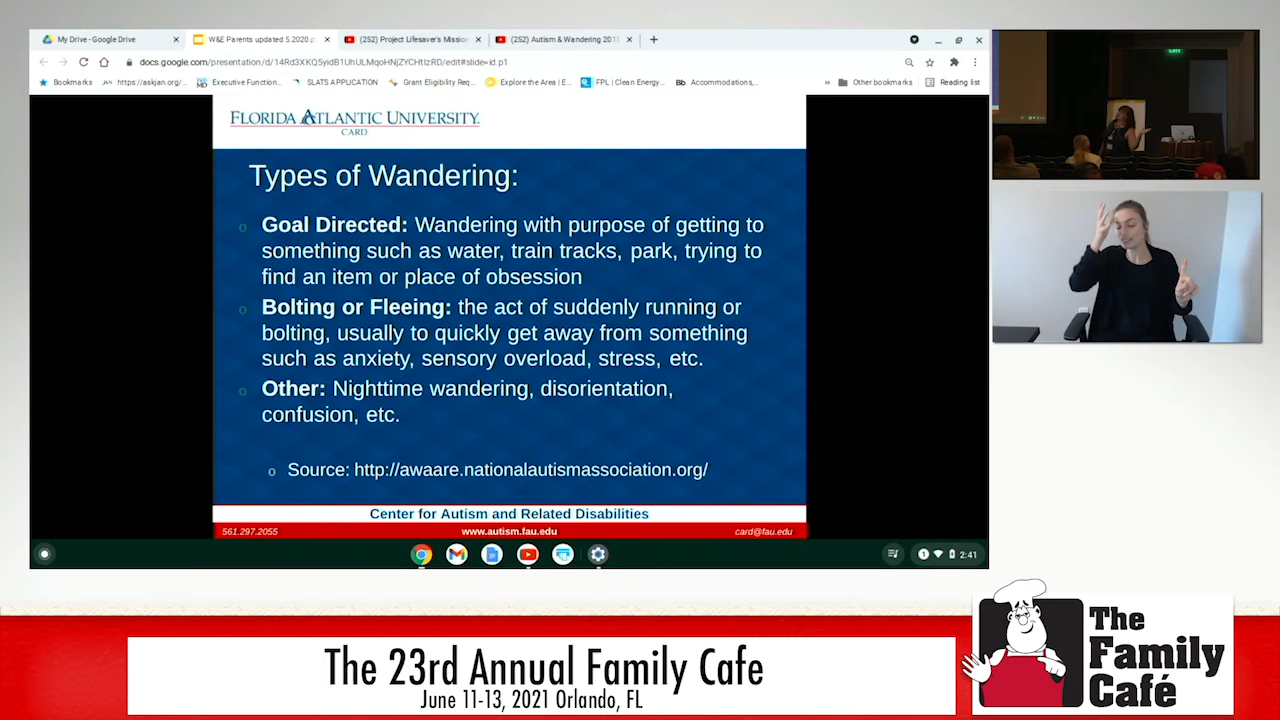 My Drive - Google Drive
W&E Parents updated 5.2020 p
(252) Project Lifesaver's Mission
(252) Autism & Wandering 201
docs.google.com/presentation/d/14Rd3XKQ5yidB1UhULMqoHNjZYCHtIzRD/edit#slide=id.p1
Bookmarks
https://askjan.org/...
Executive Function...
SLATS APPLICATION
Grant Eligibility Req...
Explore the Area | E...
FPL | Clean Energy...
Bb Accommodations,...
Other bookmarks
Reading list
FLORIDA ATLANTIC UNIVERSITY.
CARD
Types of Wandering:
Goal Directed: Wandering with purpose of getting to
something such as water, train tracks, park, trying to
find an item or place of obsession
Bolting or Fleeing: the act of suddenly running or
bolting, usually to quickly get away from something
such as anxiety, sensory overload, stress, etc.
Other: Nighttime wandering, disorientation,
confusion, etc.
Source: http://awaare.nationalautismassociation.org/
Center for Autism and Related Disabilities
561.297.2055
www.autism.fau.edu
card@fau.edu
1
2:41
The 23rd Annual Family Cafe
June 11-13, 2021 Orlando, FL
The
Family
Café